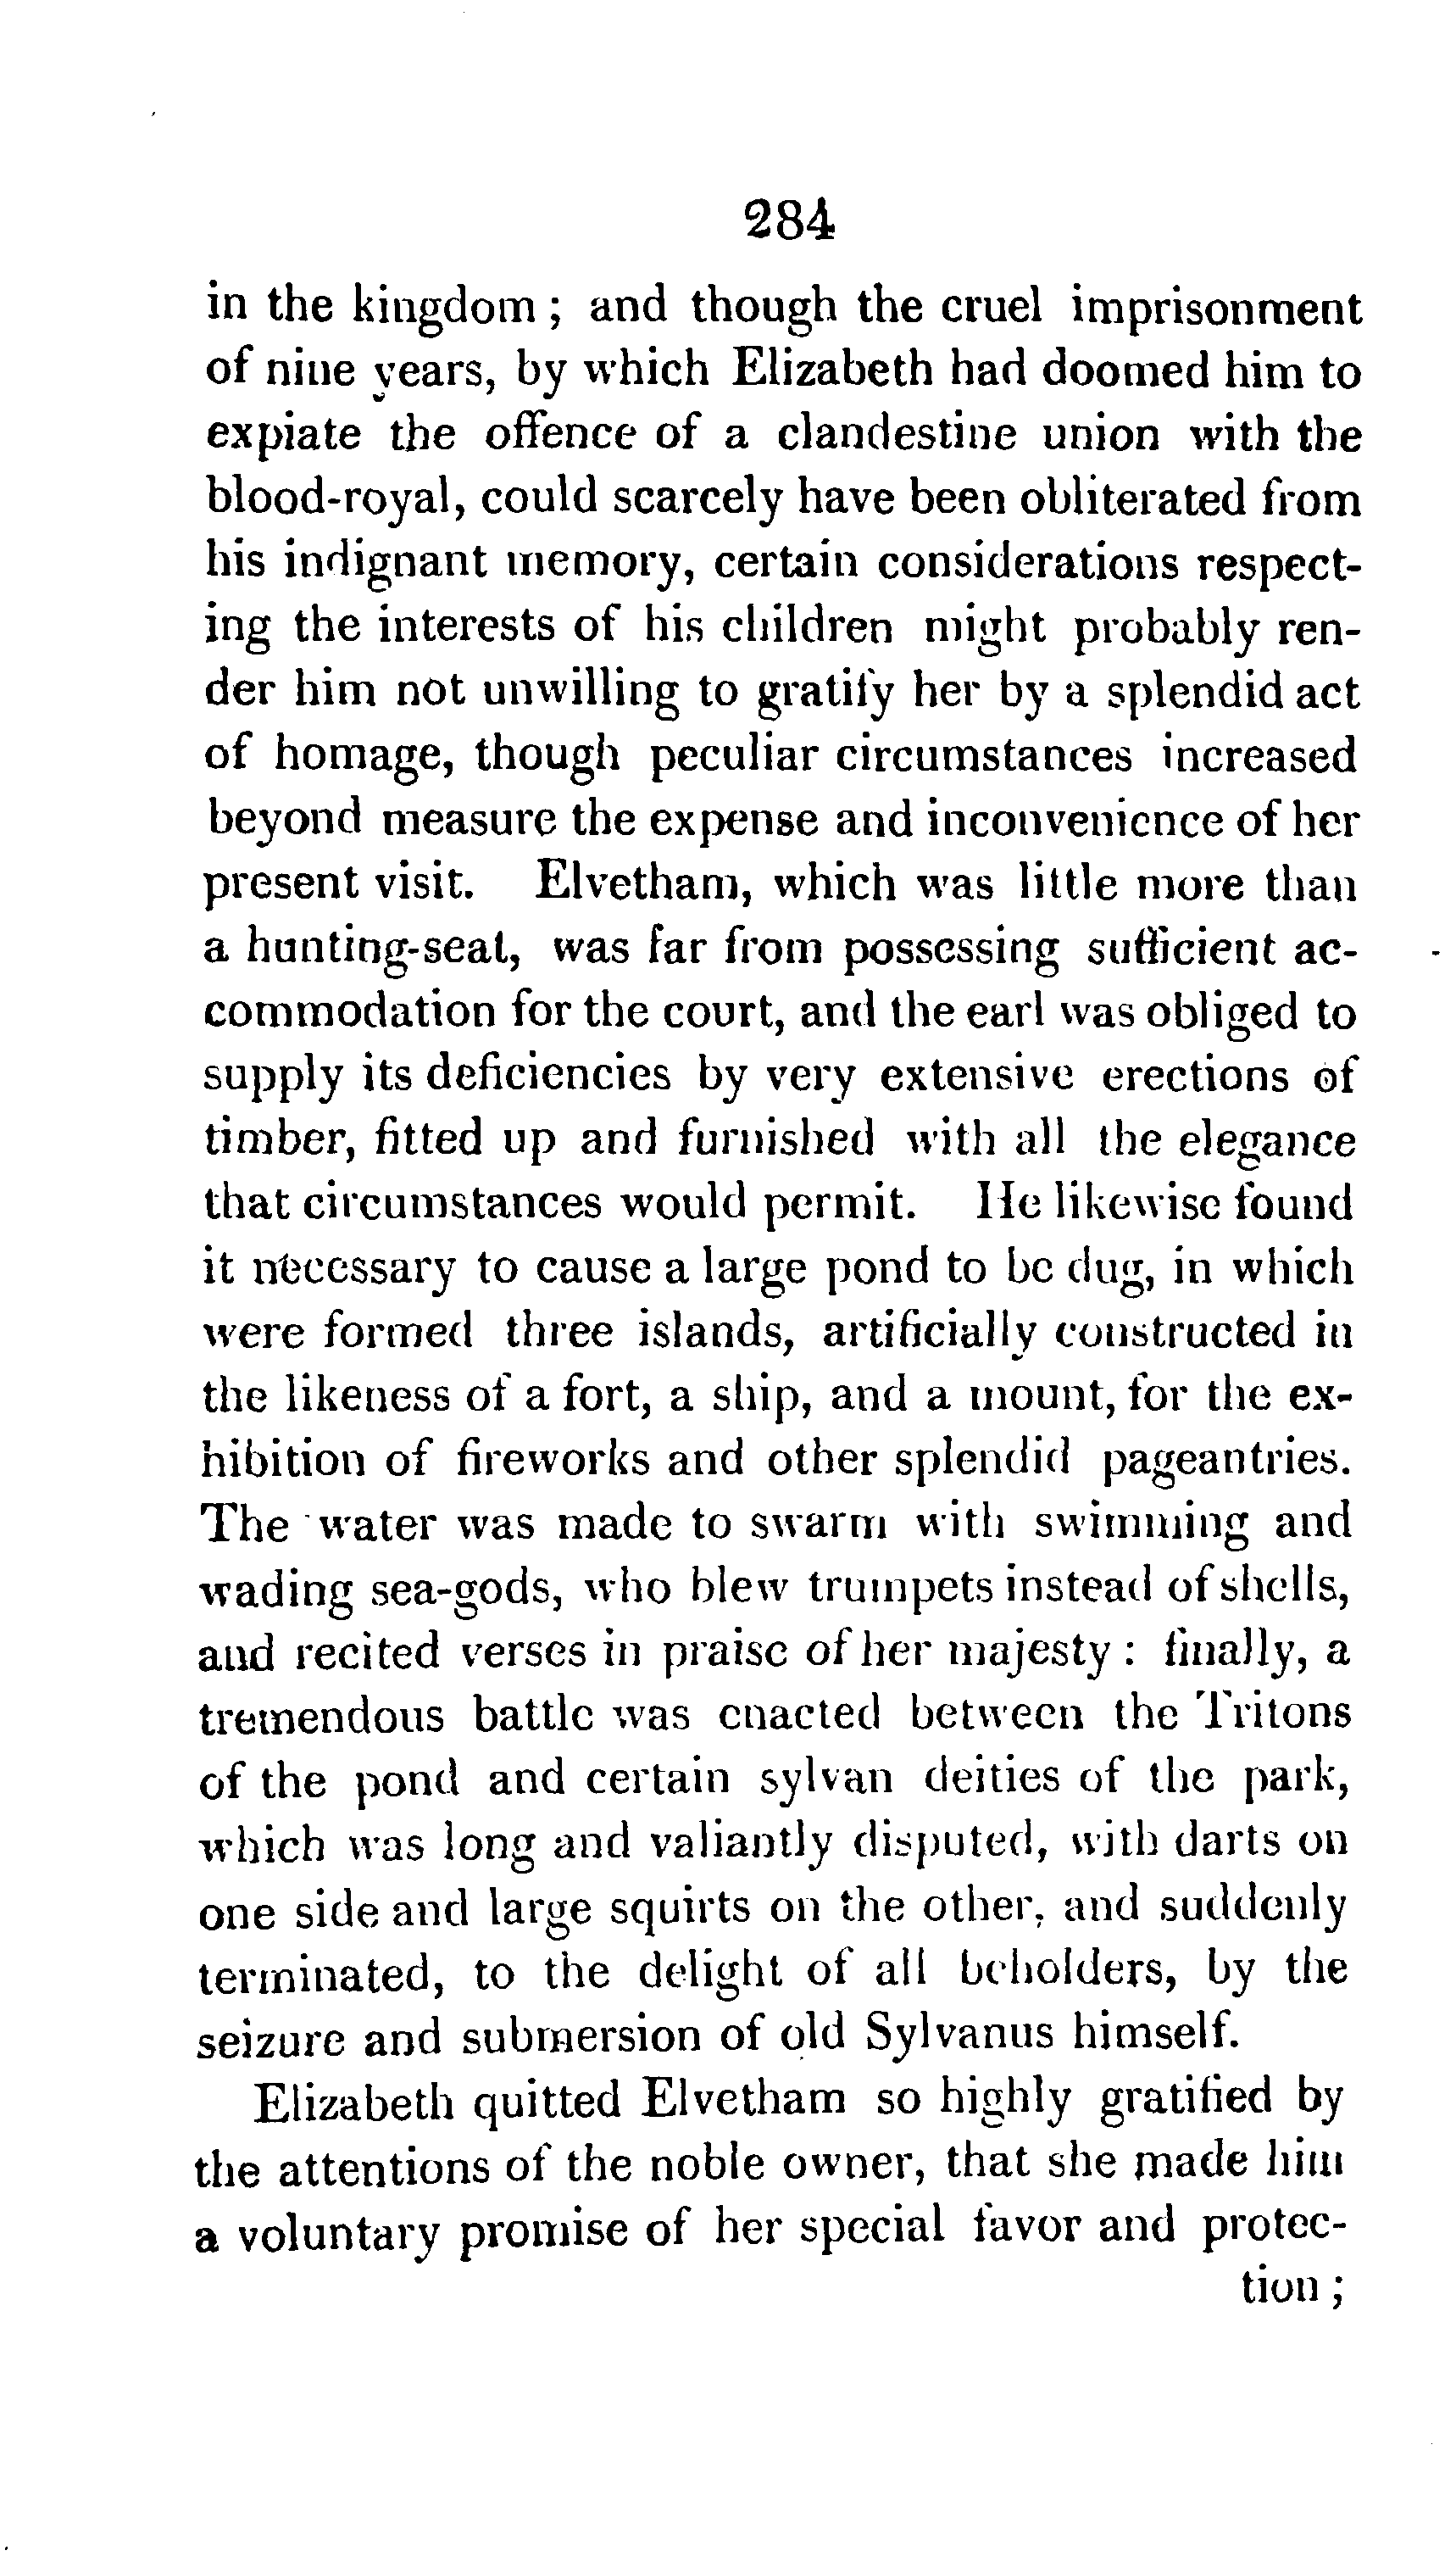 284
in the kingdom ; and though the cruel imprisonment
of nine years, by which Elizabeth had doomed him to
expiate the offence of a clandestine union with the
blood-royal, could scarcely have been obliterated from
his indignant memory, certain considerations respect-
ing the interests of his children might probably ren-
der him not unwilling to gratify her by a splendid act
of homage, though peculiar circumstances increased
beyond measure the expense and inconvenience of her
present visit. Elvetham, which was little more than
a hunting-seat, was far from possessing sufficient ac-
commodation for the court, and the earl was obliged to
supply its deficiencies by very extensive erections of
timber, fitted up and furnished with all the elegance
that circumstances would permit. He likewise found
it necessary to cause a large pond to be dug, in which
were formed three islands, artificially constructed in
the likeness of a fort, a ship, and a mount, for the ex-
hibition of fireworks and other splendid pageantries.
The water was made to swarm with swimming and
wading sea-gods, who blew trumpets instead of shells,
and recited verses in praise of her majesty : finally, a
tremendous battle was enacted between the Tritons
of the pond and certain sylvan deities of the park,
which was long and valiantly disputed, with darts on
one side and large squirts on the other, and suddenly
terminated, to the delight of all beholders, by the
seizure and submersion of old Sylvanus himself.
Elizabeth quitted Elvetham so highly gratified by
the attentions of the noble owner, that she made him
a voluntary promise of her special favor and protec-
tion ;